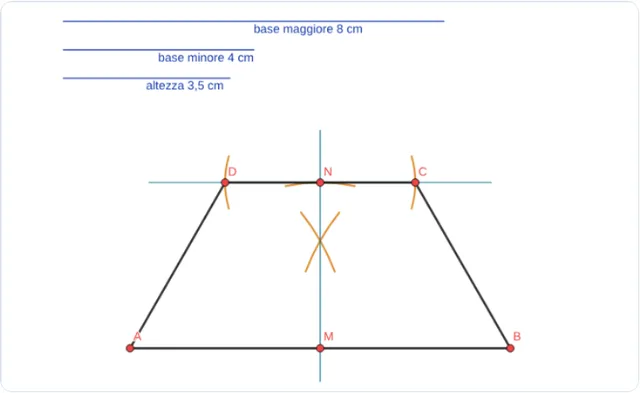 base maggiore 8 cm
base minore 4 cm
altezza 3,5 cm
D N C
A M B